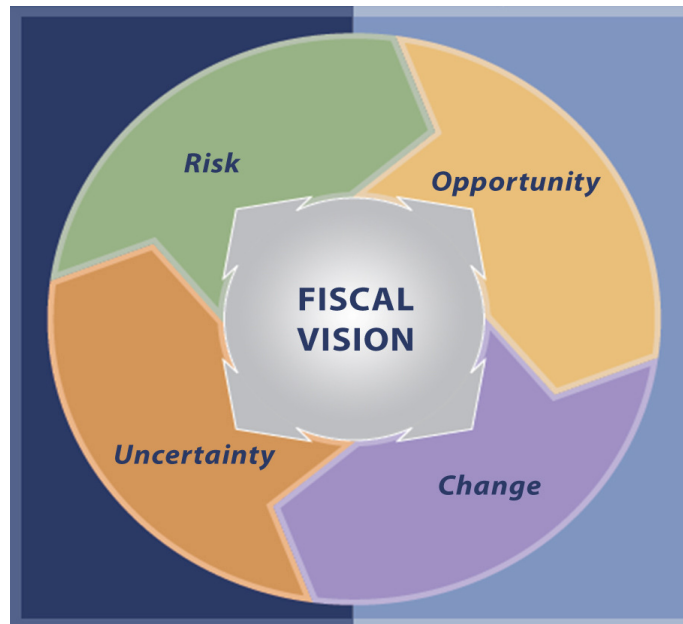 Risk
Opportunity
FISCAL
VISION
Uncertainty
Change